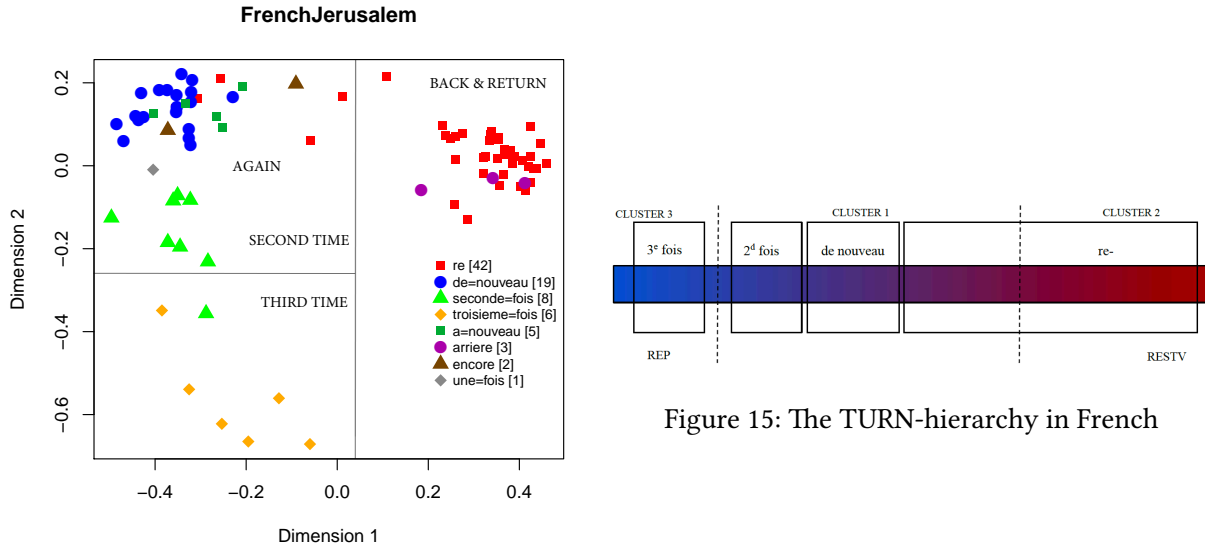 FrenchJerusalem
BACK & RETURN
AGAIN
SECOND TIME
THIRD TIME
re [42]
de=nouveau [19]
seconde=fois [8]
troisieme=fois [6]
a=nouveau [5]
arriere [3]
encore [2]
une=fois [1]
0.2
0.0
−0.2
−0.4
−0.6
Dimension 2
−0.4 −0.2 0.0 0.2 0.4
Dimension 1
CLUSTER 3 CLUSTER 1 CLUSTER 2
3e fois 2d fois de nouveau re-
REP RESTV
Figure 15: The TURN-hierarchy in French